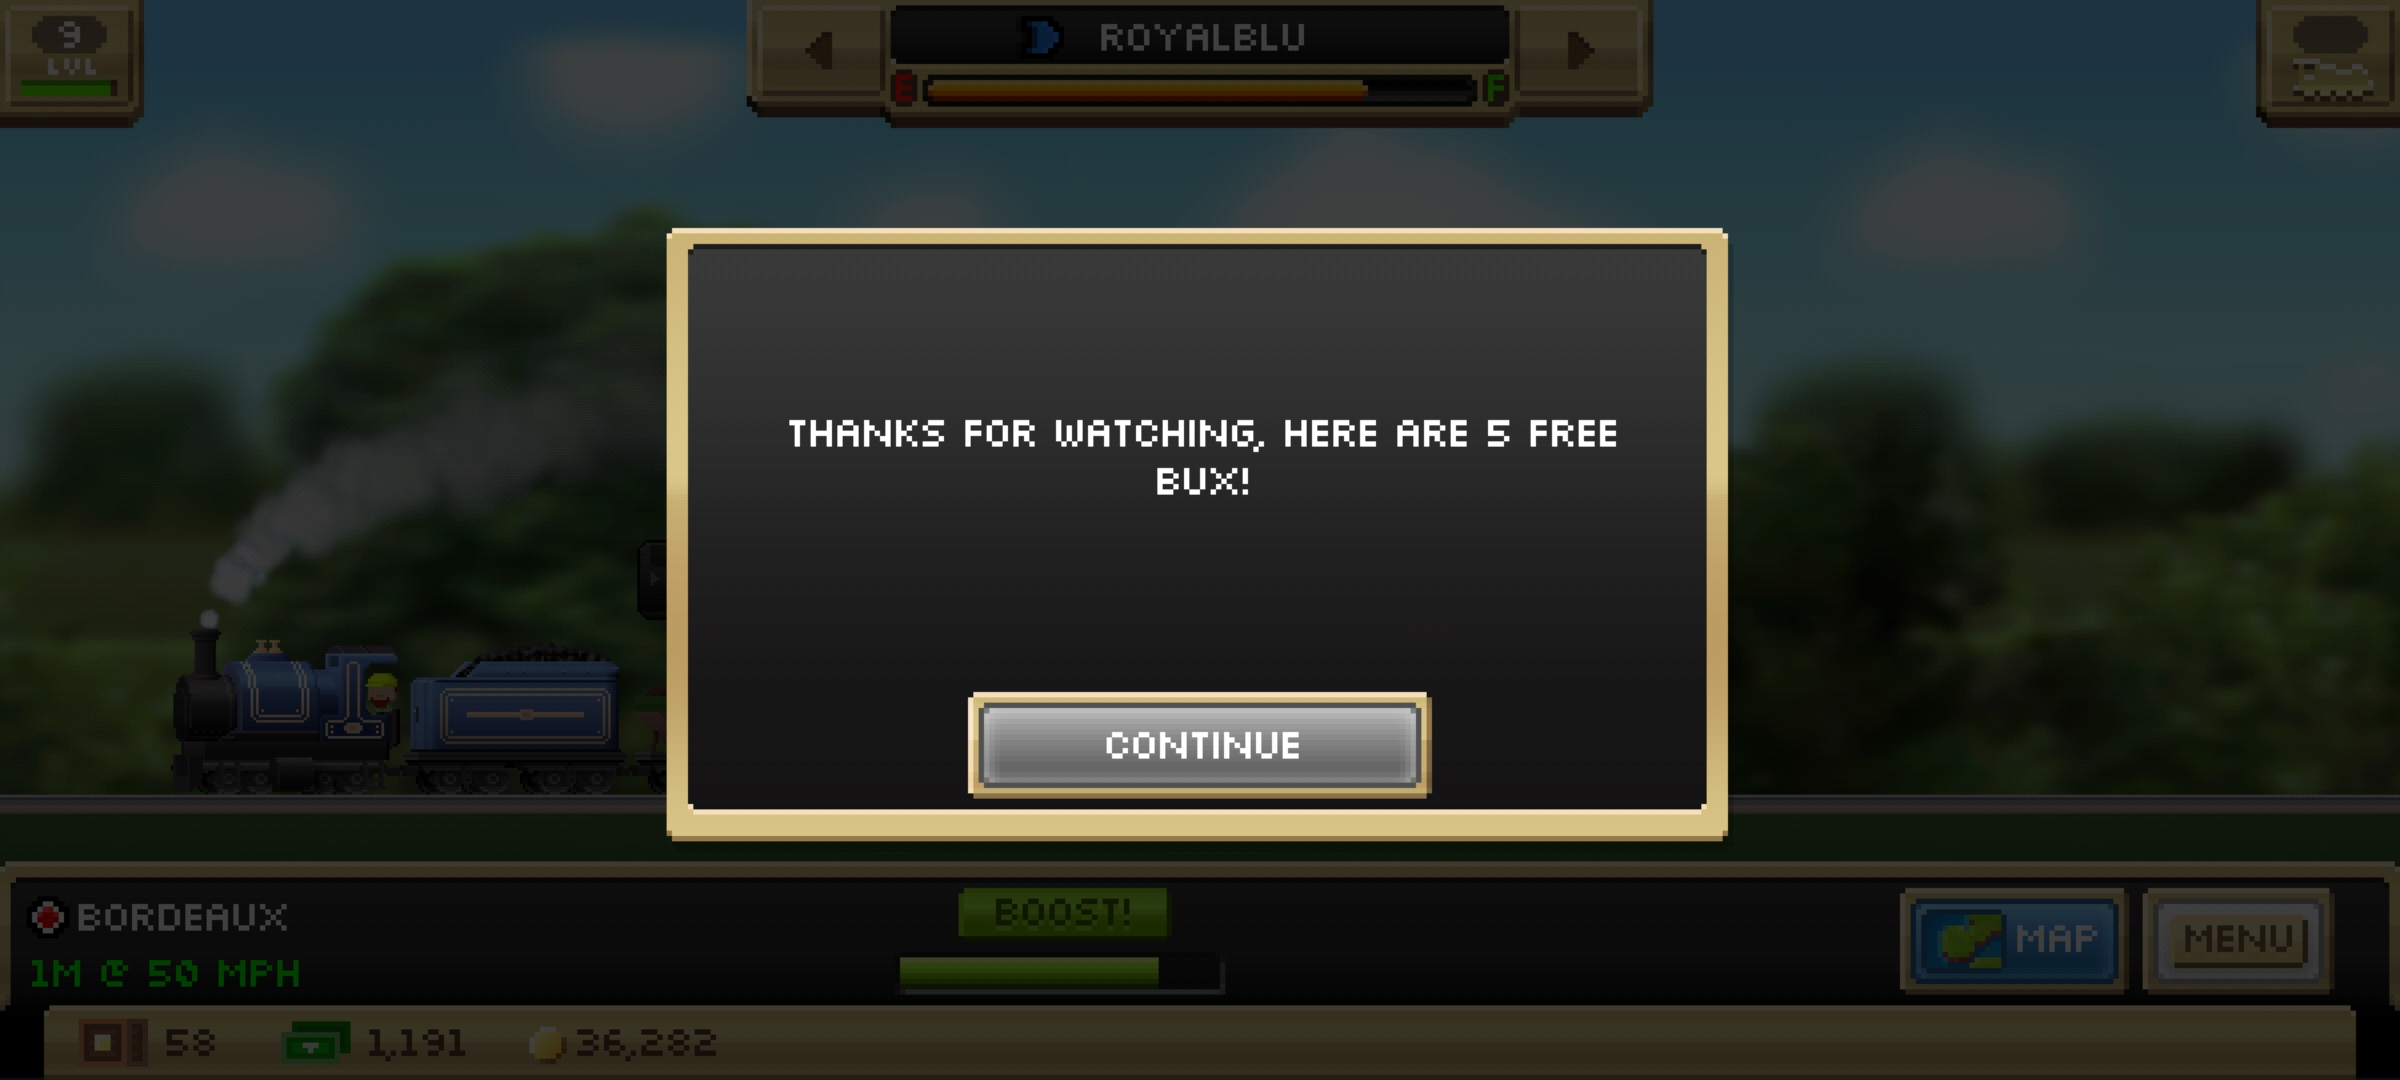 9
LVL
ROYALBLU
E F
THANKS FOR WATCHING, HERE ARE 5 FREE
BUX!
CONTINUE
BORDEAUX
1M @ 50 MPH
BOOST!
MAP
MENU
58
1,191
36,282